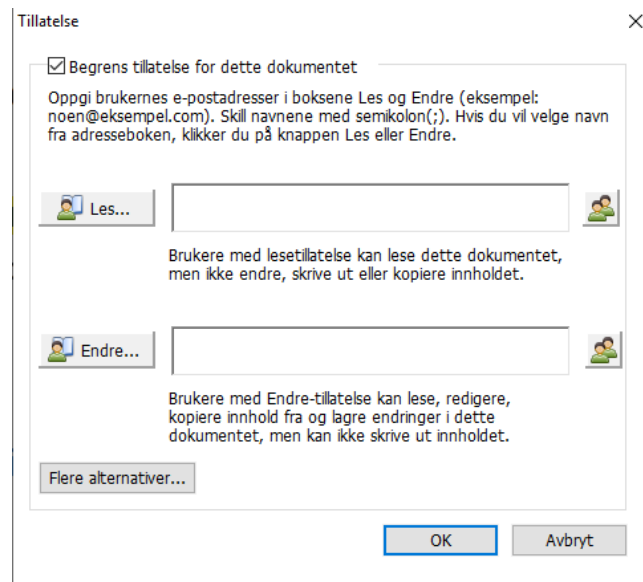 Tillatelse
Begrens tillatelse for dette dokumentet
Oppgi brukernes e-postadresser i boksene Les og Endre (eksempel:
noen@eksempel.com). Skill navnene med semikolon(;). Hvis du vil velge navn
fra adresseboken, klikker du på knappen Les eller Endre.
Les...
Brukere med lesetillatelse kan lese dette dokumentet,
men ikke endre, skrive ut eller kopiere innholdet.
Endre...
Brukere med Endre-tillatelse kan lese, redigere,
kopiere innhold fra og lagre endringer i dette
dokumentet, men kan ikke skrive ut innholdet.
Flere alternativer...
OK
Avbryt